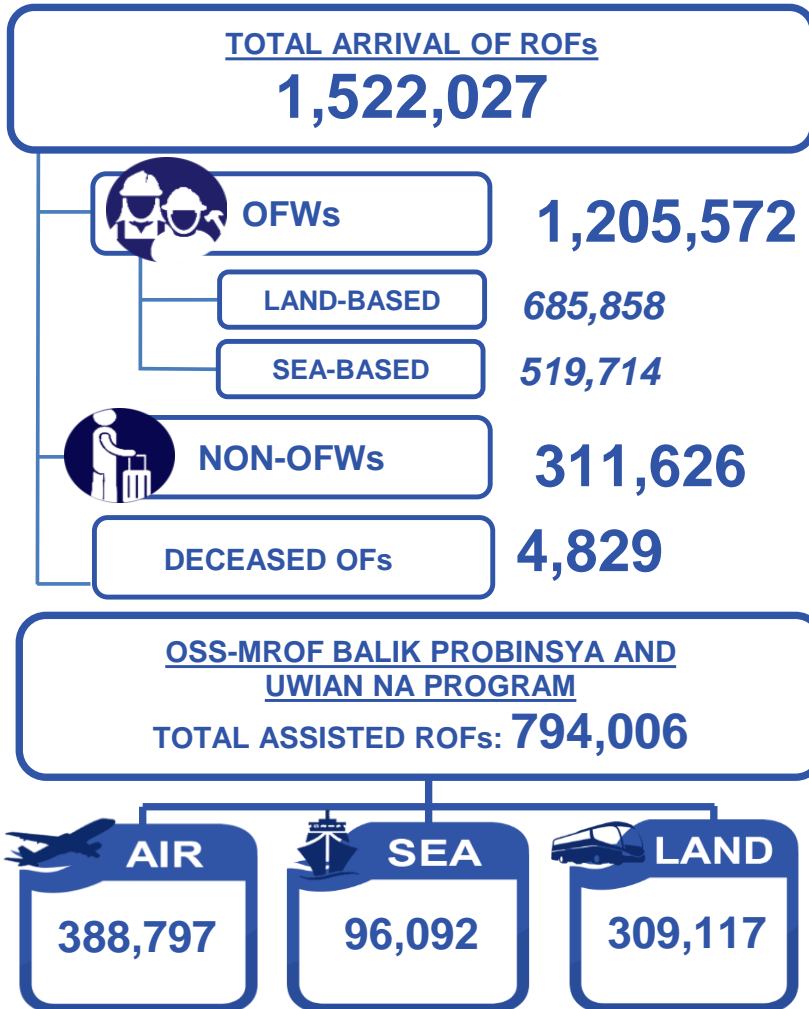 TOTAL ARRIVAL OF ROFs
1,522,027
OFWs
1,205,572
LAND-BASED
685,858
SEA-BASED
519,714
NON-OFWs
311,626
DECEASED OFs
4,829
OSS-MROF BALIK PROBINSYA AND
UWIAN NA PROGRAM
TOTAL ASSISTED ROFs: 794,006
AIR
388,797
SEA
96,092
LAND
309,117